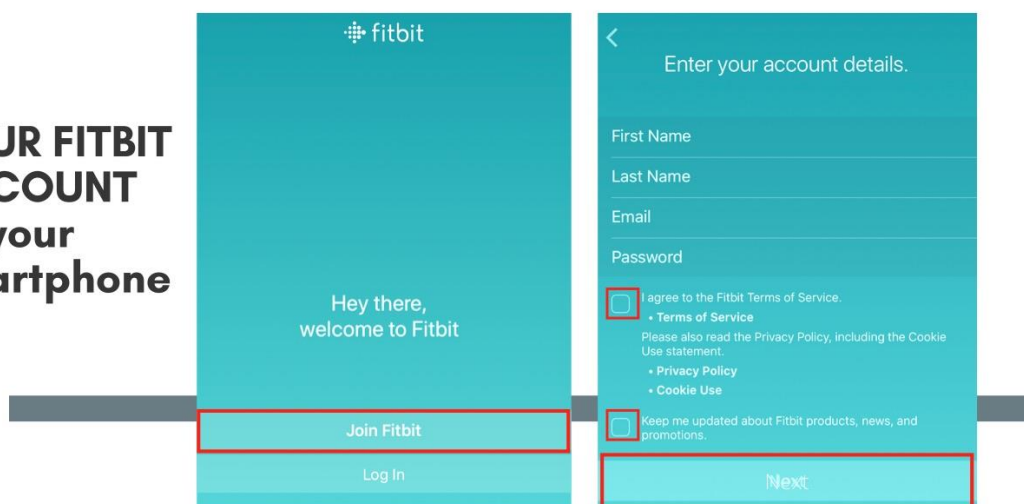 UR FITBIT
COUNT
your
artphone
fitbit
Hey there,
welcome to Fitbit
Join Fitbit
Log In
Enter your account details.
First Name
Last Name
Email
Password
I agree to the Fitbit Terms of Service.
• Terms of Service
Please also read the Privacy Policy, including the Cookie
Use statement.
• Privacy Policy
• Cookie Use
Keep me updated about Fitbit products, news, and
promotions.
Next